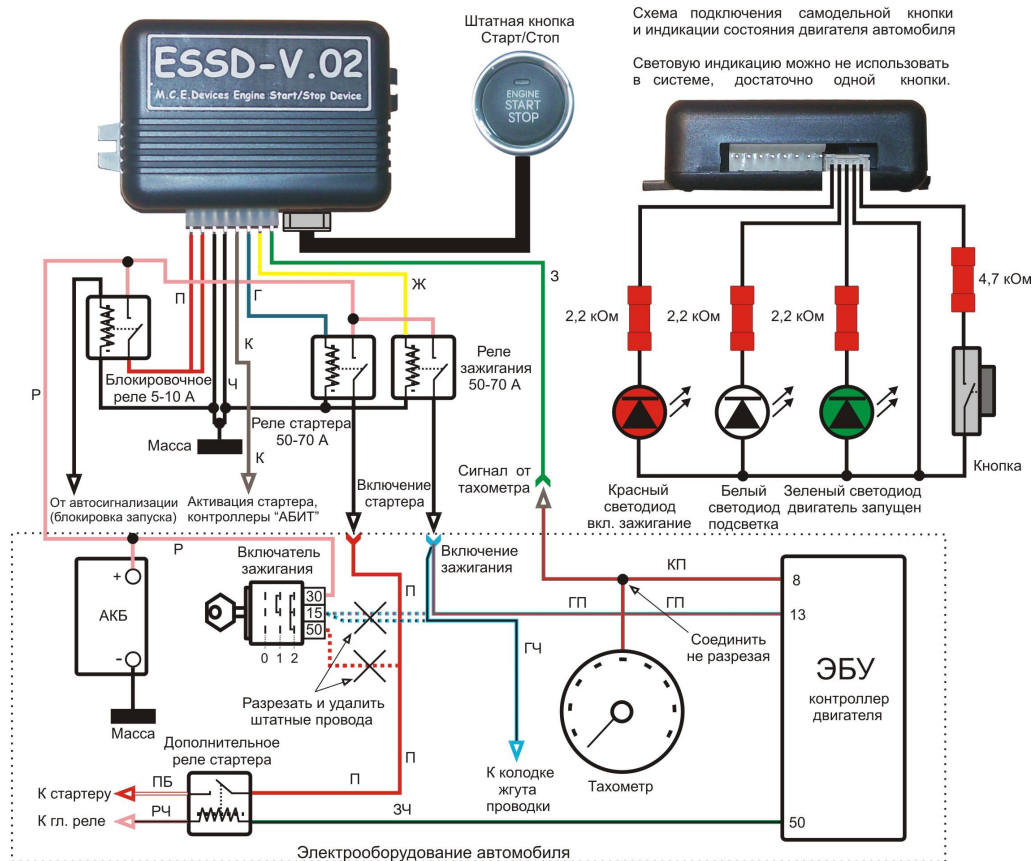 ESSD-V.02
M.C.E.Devices Engine Start/Stop Device
Штатная кнопка
Старт/Стоп
ENGINE
START
STOP
Схема подключения самодельной кнопки
и индикации состояния двигателя автомобиля
Световую индикацию можно не использовать
в системе, достаточно одной кнопки.
П
Г
Ж
З
К
Ч
Р
К
Блокировочное
реле 5-10 А
Реле
зажигания
50-70 А
Реле стартера
50-70 А
Масса
2,2 кОм
2,2 кОм
2,2 кОм
4,7 кОм
Кнопка
Красный
светодиод
вкл. зажигание
Белый
светодиод
подсветка
Зеленый светодиод
двигатель запущен
От автосигнализации
(блокировка запуска)
Активация стартера,
контроллеры “АБИТ”
Включение
стартера
Сигнал от
тахометра
Р
Включатель
зажигания
Включение
зажигания
АКБ
+
-
Масса
30
15
50
0 1 2
П
ГП
ГП
КП
ГЧ
8
13
50
Соединить
не разрезая
ЭБУ
контроллер
двигателя
Разрезать и удалить
штатные провода
Тахометр
К колодке
жгута
проводки
Дополнительное
реле стартера
П
П
К стартеру
ПБ
К гл. реле
РЧ
ЗЧ
Электрооборудование автомобиля